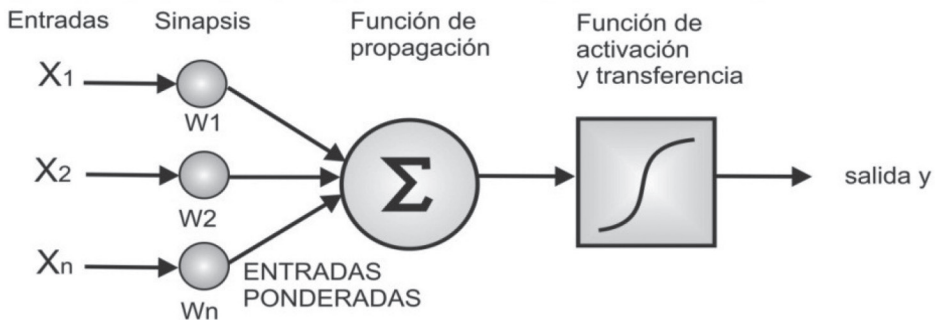 Entradas
Sinapsis
Función de
propagación
Función de
activación
y transferencia
X1
W1
X2
W2
Xn
Wn
ENTRADAS
PONDERADAS
Σ
salida y